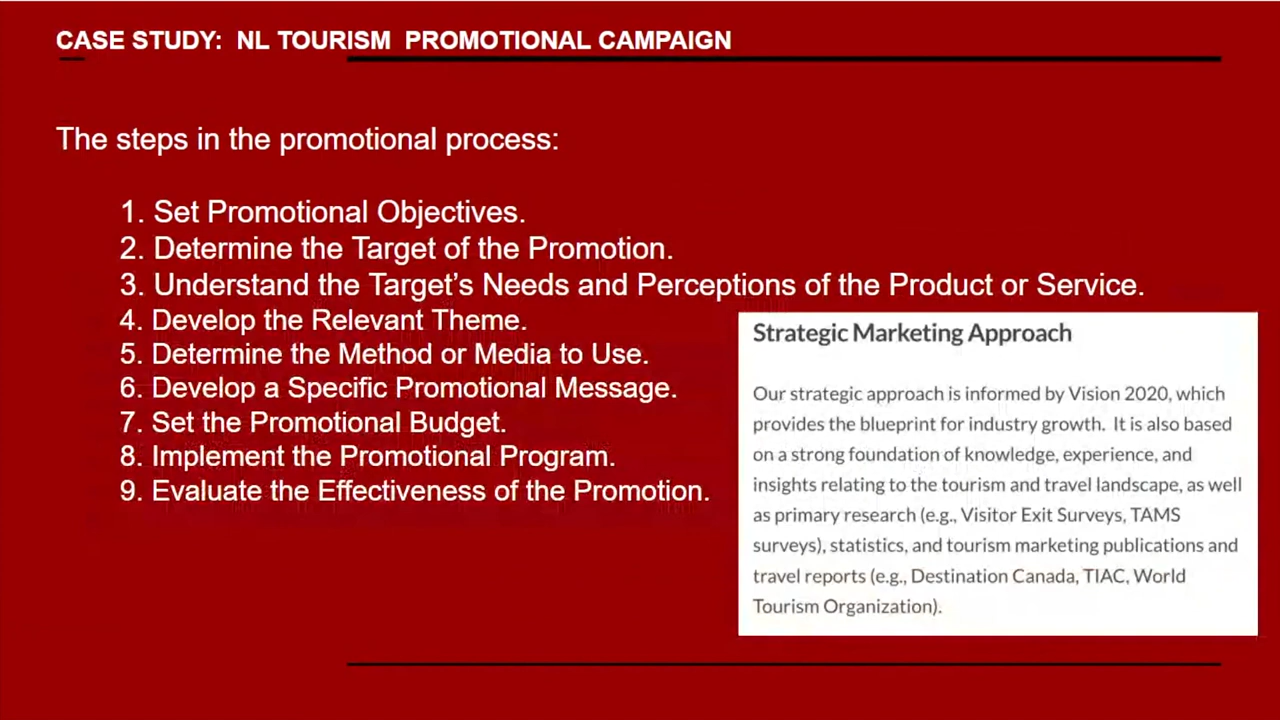 CASE STUDY: NL TOURISM PROMOTIONAL CAMPAIGN
The steps in the promotional process:
1. Set Promotional Objectives.
2. Determine the Target of the Promotion.
3. Understand the Target’s Needs and Perceptions of the Product or Service.
4. Develop the Relevant Theme.
5. Determine the Method or Media to Use.
6. Develop a Specific Promotional Message.
7. Set the Promotional Budget.
8. Implement the Promotional Program.
9. Evaluate the Effectiveness of the Promotion.
Strategic Marketing Approach
Our strategic approach is informed by Vision 2020, which
provides the blueprint for industry growth. It is also based
on a strong foundation of knowledge, experience, and
insights relating to the tourism and travel landscape, as well
as primary research (e.g., Visitor Exit Surveys, TAMS
surveys), statistics, and tourism marketing publications and
travel reports (e.g., Destination Canada, TIAC, World
Tourism Organization).